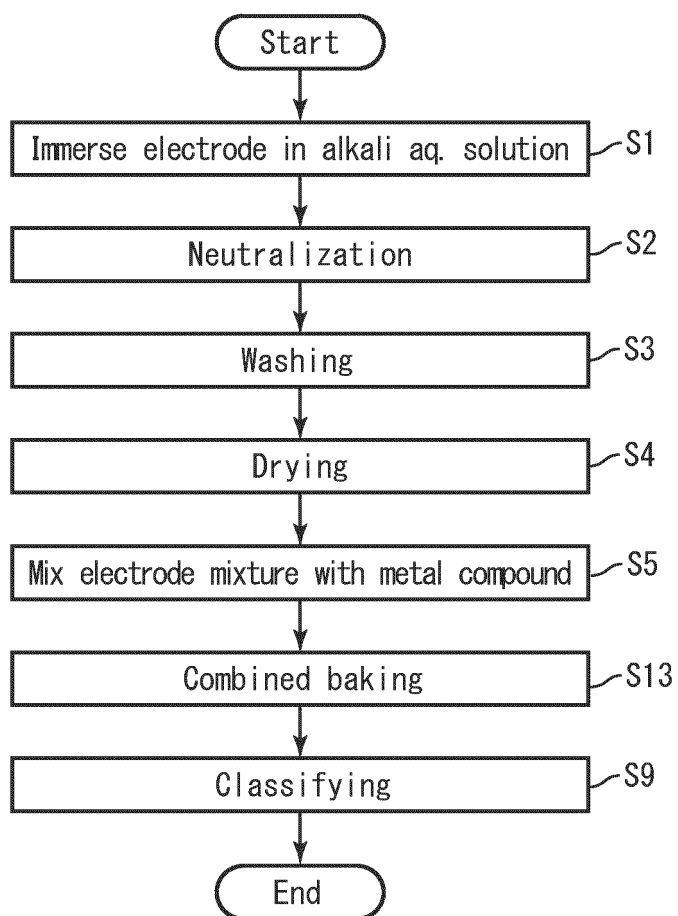 Start
Immerse electrode in alkali aq. solution
S1
Neutralization
S2
Washing
S3
Drying
S4
Mix electrode mixture with metal compound
S5
Combined baking
S13
Classifying
S9
End